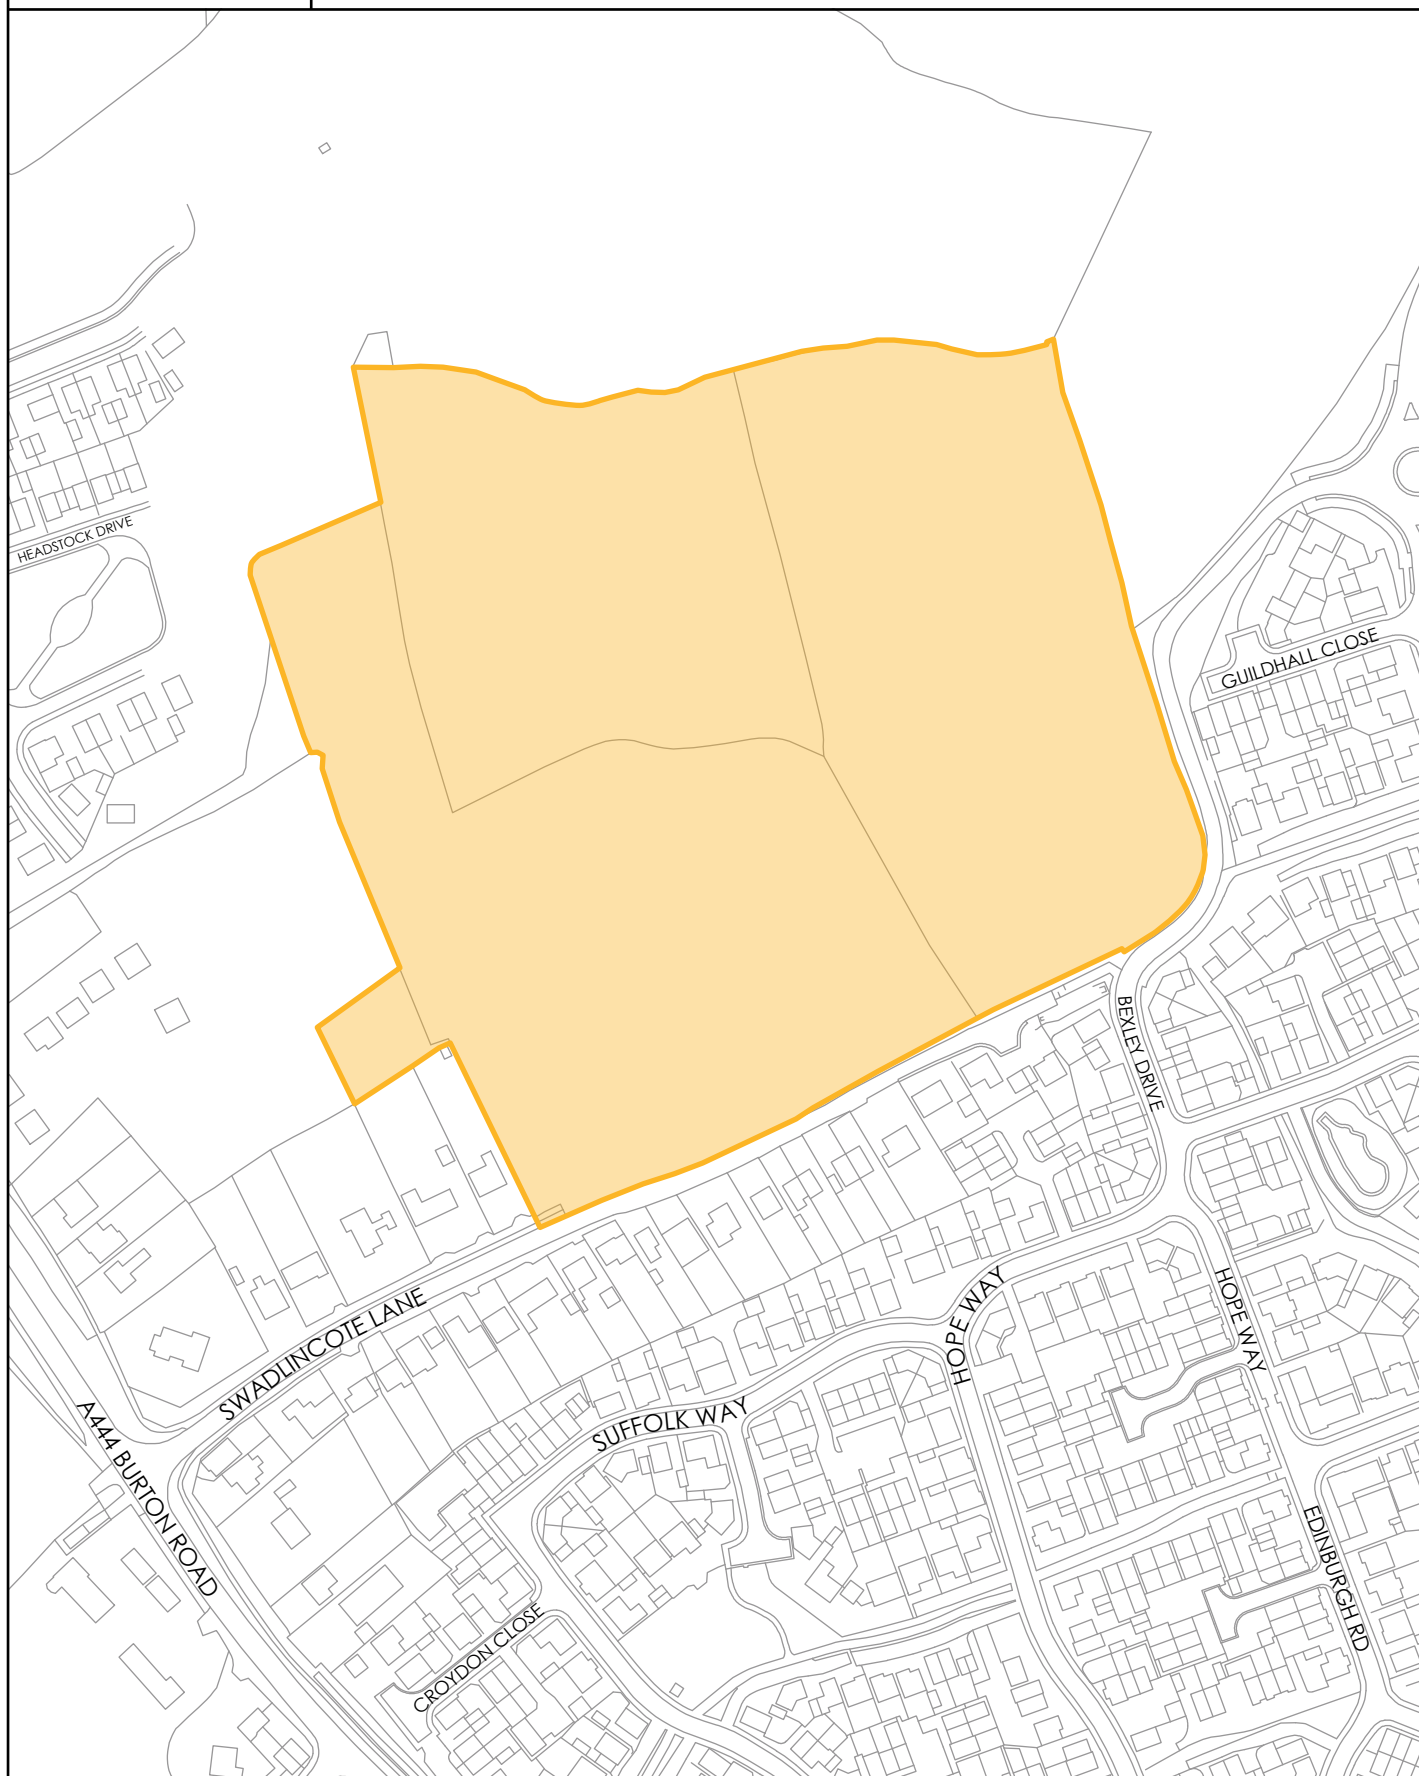 HEADSTOCK DRIVE
GUILDHALL CLOSE
BEXLEY DRIVE
HOPE WAY
HOPE WAY
SWADLINCOTE LANE
SUFFOLK WAY
A444 BURTON ROAD
EDINBURGH RD
CROYDON CLOSE